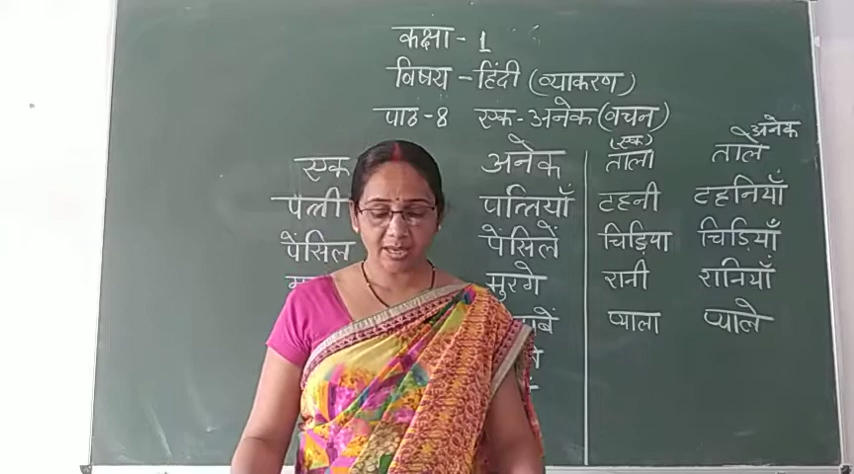 कक्षा - 1
विषय - हिंदी (व्याकरण)
पाठ - 8 एक - अनेक (वचन)
एक अनेक
पत्ती पत्तियाँ
पेंसिल पेंसिलें
मुरगे
(एक) अनेक
ताला ताले
टहनी टहनियाँ
चिड़िया चिडियाँ
रानी रानियाँ
प्याला प्याले